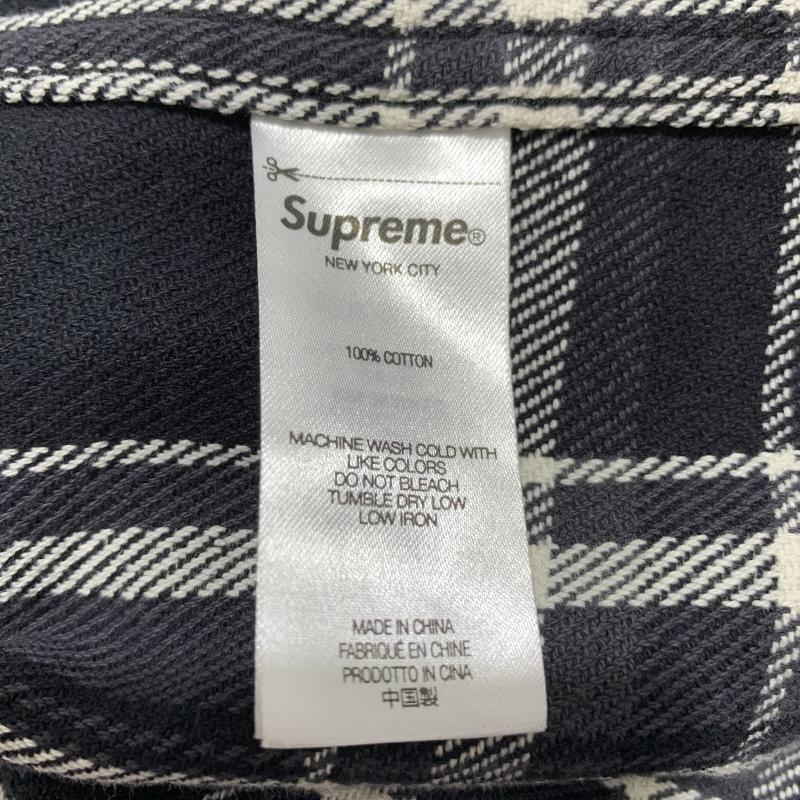 Supreme®
NEW YORK CITY
100% COTTON
MACHINE WASH COLD WITH
LIKE COLORS
DO NOT BLEACH
TUMBLE DRY LOW
LOW IRON
MADE IN CHINA
FABRIQUÉ EN CHINE
PRODOTTO IN CINA
中国製